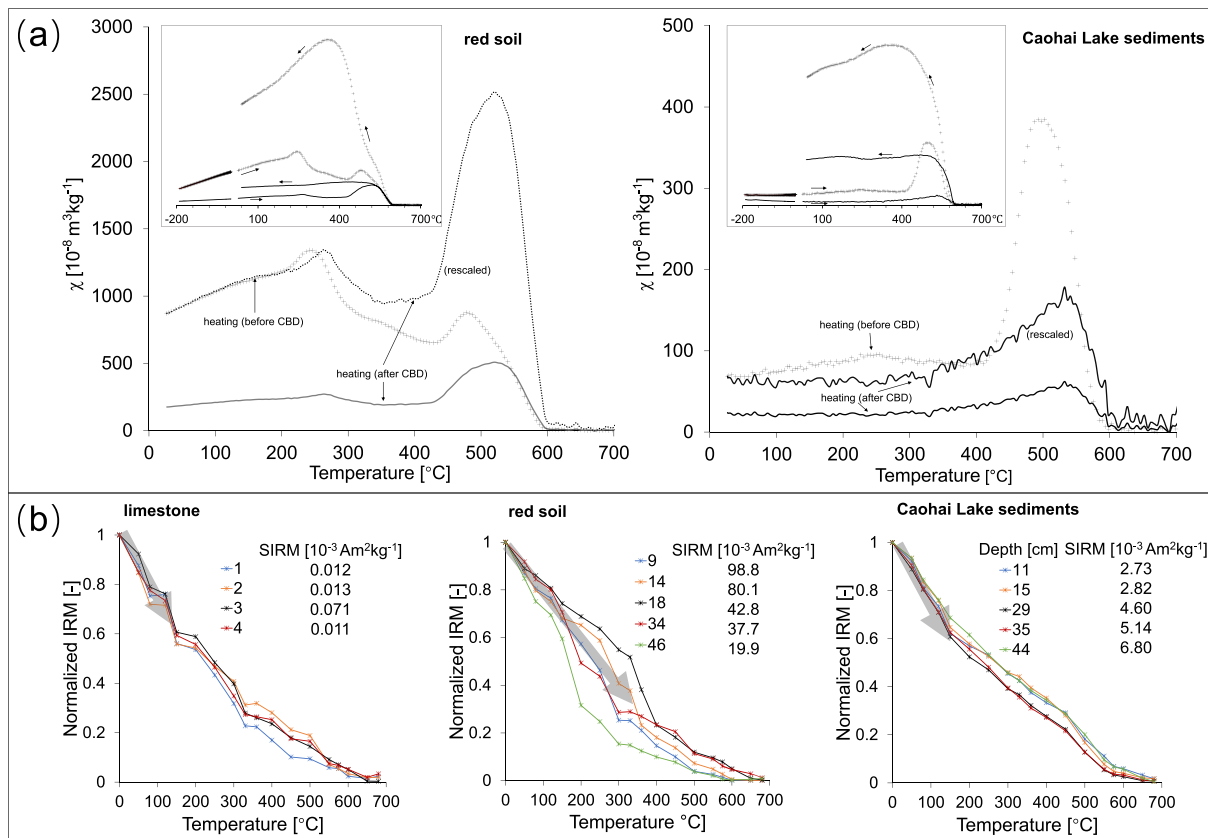 (a)
red soil
3000
2500
2000
1500
1000
500
0
χ [10⁻⁸ m³kg⁻¹]
-200
100
400
700°C
(rescaled)
heating (before CBD)
heating (after CBD)
0 100 200 300 400 500 600 700
Temperature [°C]
Caohai Lake sediments
500
400
300
200
100
0
χ [10⁻⁸ m³kg⁻¹]
-200
100
400
700°C
heating (before CBD)
(rescaled)
heating (after CBD)
0 100 200 300 400 500 600 700
Temperature [°C]
(b)
limestone
SIRM [10⁻³ Am²kg⁻¹]
1 0.012
2 0.013
3 0.071
4 0.011
1
0.8
0.6
0.4
0.2
0
Normalized IRM [-]
0 100 200 300 400 500 600 700
Temperature [°C]
red soil
SIRM [10⁻³ Am²kg⁻¹]
9 98.8
14 80.1
18 42.8
34 37.7
46 19.9
1
0.8
0.6
0.4
0.2
0
Normalized IRM [-]
0 100 200 300 400 500 600 700
Temperature °C]
Caohai Lake sediments
Depth [cm] SIRM [10⁻³ Am²kg⁻¹]
11 2.73
15 2.82
29 4.60
35 5.14
44 6.80
1
0.8
0.6
0.4
0.2
0
Normalized IRM [-]
0 100 200 300 400 500 600 700
Temperature [°C]